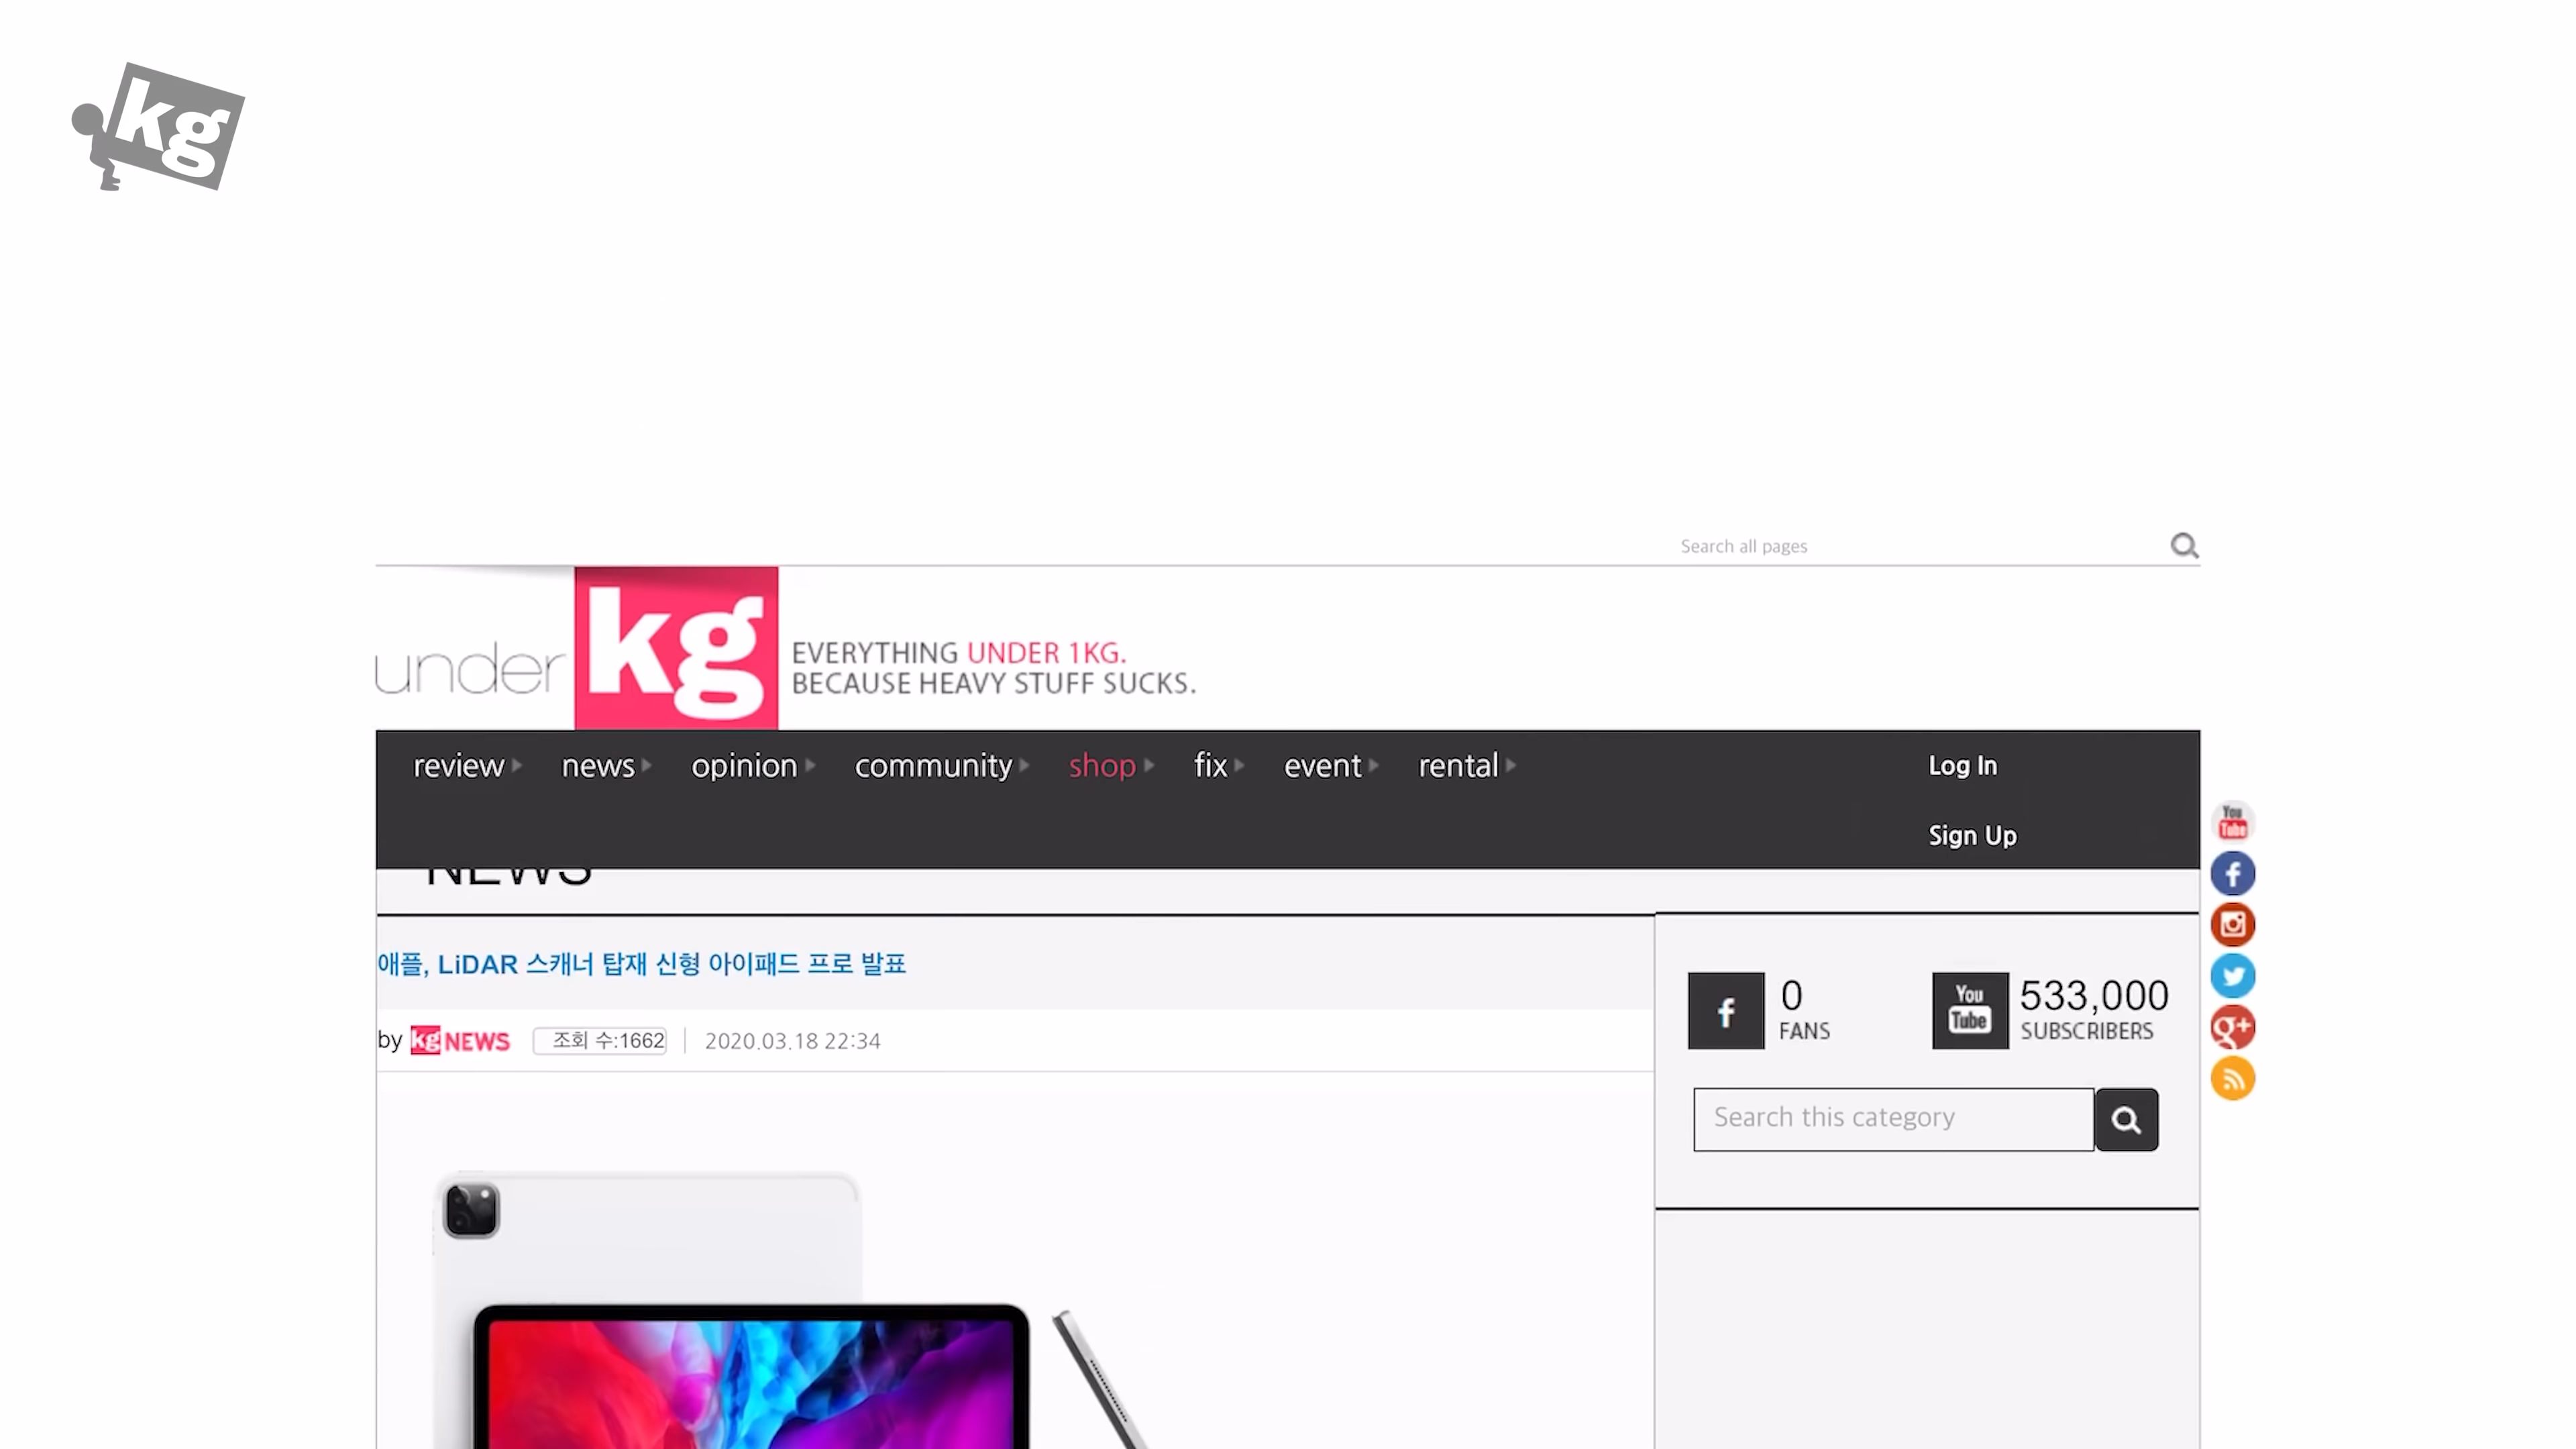 kg
Search all pages
under kg EVERYTHING UNDER 1KG.
BECAUSE HEAVY STUFF SUCKS.
review news opinion community shop fix event rental Log In
Sign Up
NEWS
애플, LiDAR 스캐너 탑재 신형 아이패드 프로 발표
by kg NEWS 조회 수:1662 2020.03.18 22:34
f 0 FANS
You Tube 533,000 SUBSCRIBERS
Search this category
You Tube
f
g+